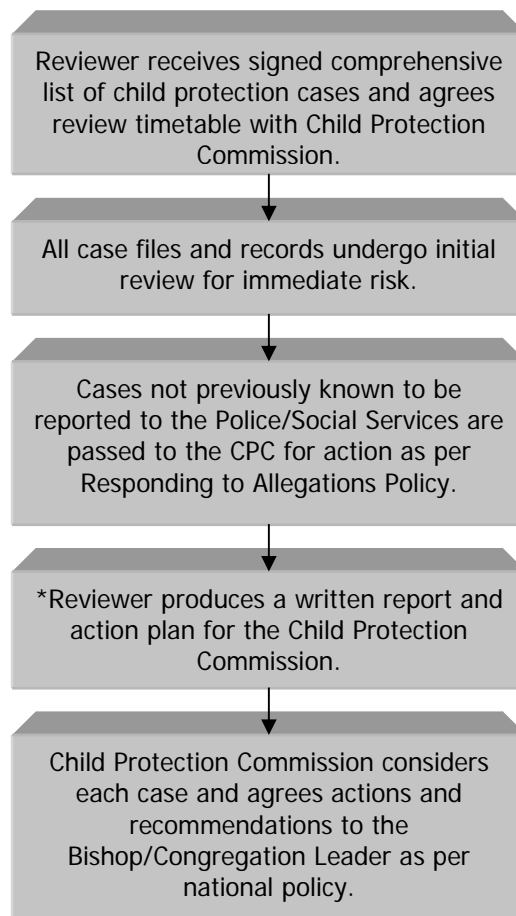 Reviewer receives signed comprehensive
list of child protection cases and agrees
review timetable with Child Protection
Commission.
All case files and records undergo initial
review for immediate risk.
Cases not previously known to be
reported to the Police/Social Services are
passed to the CPC for action as per
Responding to Allegations Policy.
*Reviewer produces a written report and
action plan for the Child Protection
Commission.
Child Protection Commission considers
each case and agrees actions and
recommendations to the
Bishop/Congregation Leader as per
national policy.